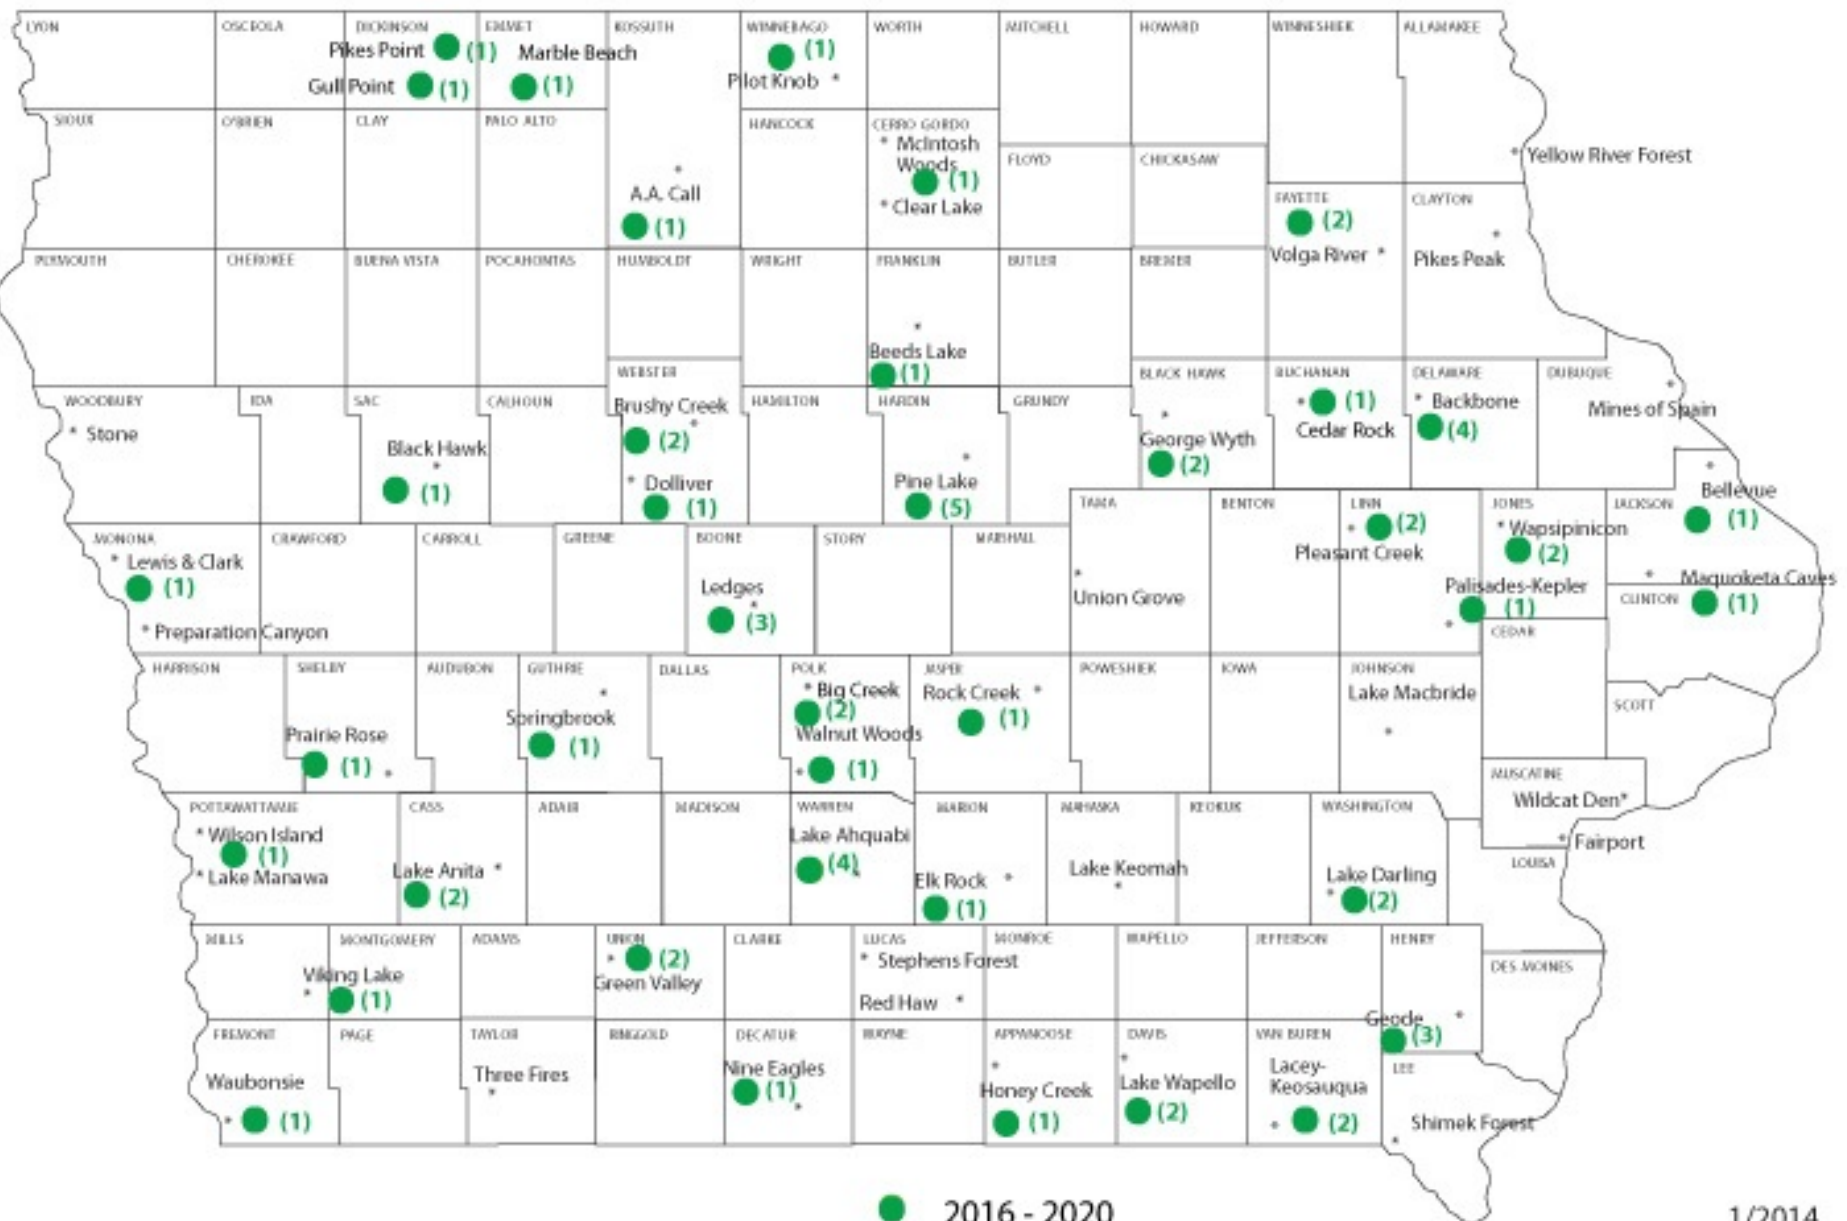 LYON
OSCEOLA
DICKINSON
EMMET
KOSSUTH
WINNEBAGO
WORTH
MITCHELL
HOWARD
WINNESHIEK
ALLAMAKEE
Pikes Point (1)
Marble Beach
(1)
Gull Point (1)
(1)
Pilot Knob
SIOUX
O'BRIEN
CLAY
PALO ALTO
HANCOCK
CERRO GORDO
McIntosh
Woods
(1)
Clear Lake
FLOYD
CHICKASAW
Yellow River Forest
A.A. Call
(1)
FAYETTE
(2)
Volga River
CLAYTON
Pikes Peak
PLYMOUTH
CHEROKEE
BUENA VISTA
POCAHONTAS
HUMBOLDT
WRIGHT
FRANKLIN
BUTLER
BREMER
Beeds Lake
(1)
WOODBURY
Stone
IDA
SAC
Black Hawk
(1)
CALHOUN
WEBSTER
Brushy Creek
(2)
Dolliver
(1)
HAMILTON
HARDIN
Pine Lake
(5)
GRUNDY
BLACK HAWK
George Wyth
(2)
BUCHANAN
(1)
Cedar Rock
DELAWARE
Backbone
(4)
DUBUQUE
Mines of Spain
MONONA
Lewis & Clark
(1)
Preparation Canyon
CRAWFORD
CARROLL
GREENE
BOONE
Ledges
(3)
STORY
MARSHALL
TAMA
Union Grove
BENTON
LINN
(2)
Pleasant Creek
JONES
Wapsipinicon
(2)
Palisades-Kepler
(1)
JACKSON
Bellevue
(1)
Maquoketa Caves
CLINTON
(1)
CEDAR
HARRISON
SHELBY
Prairie Rose
(1)
AUDUBON
GUTHRIE
Springbrook
(1)
DALLAS
POLK
Big Creek
(2)
Walnut Woods
(1)
JASPER
Rock Creek
(1)
POWESHIEK
IOWA
JOHNSON
Lake Macbride
SCOTT
MUSCATINE
Wildcat Den
Fairport
POTTAWATTAMIE
Wilson Island
(1)
Lake Manawa
CASS
Lake Anita
(2)
ADAIR
MADISON
WARREN
Lake Ahquabi
(4)
MARION
Elk Rock
(1)
MAHASKA
Lake Keomah
KEOKUK
WASHINGTON
Lake Darling
(2)
LOUISA
MILLS
MONTGOMERY
Viking Lake
(1)
ADAMS
UNION
(2)
Green Valley
CLARKE
LUCAS
Stephens Forest
Red Haw
MONROE
WAPELLO
JEFFERSON
HENRY
Geode
(3)
DES MOINES
FREMONT
Waubonsie
(1)
PAGE
TAYLOR
Three Fires
RINGGOLD
DECATUR
Nine Eagles
(1)
WAYNE
APPANOOSE
Honey Creek
(1)
DAVIS
Lake Wapello
(2)
VAN BUREN
Lacey-
Keosauqua
(2)
LEE
Shimek Forest
2016 - 2020
1/2014